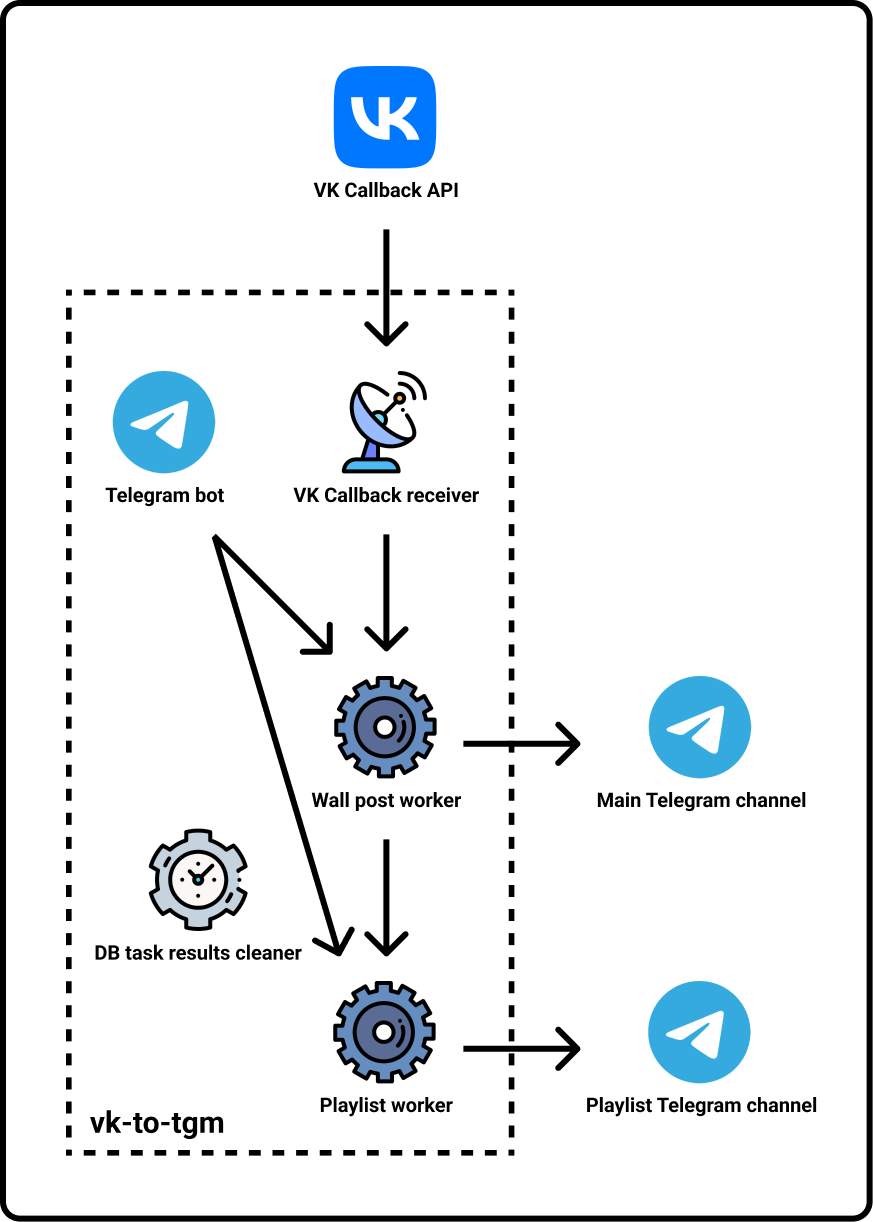 VK Callback API
Telegram bot
VK Callback receiver
Wall post worker
Main Telegram channel
DB task results cleaner
Playlist worker
Playlist Telegram channel
vk-to-tgm